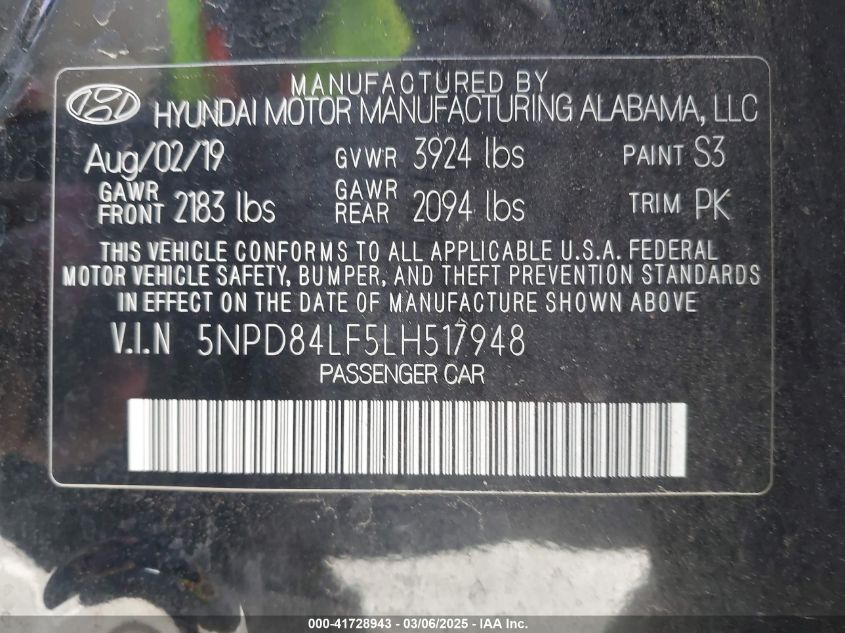 MANUFACTURED BY
HYUNDAI MOTOR MANUFACTURING ALABAMA, LLC
Aug/02/19 GVWR 3924 lbs PAINT S3
GAWR FRONT 2183 lbs GAWR REAR 2094 lbs TRIM PK
THIS VEHICLE CONFORMS TO ALL APPLICABLE U.S.A. FEDERAL
MOTOR VEHICLE SAFETY, BUMPER, AND THEFT PREVENTION STANDARDS
IN EFFECT ON THE DATE OF MANUFACTURE SHOWN ABOVE
V.I.N 5NPD84LF5LH517948
PASSENGER CAR
000-41728943 - 03/06/2025 - IAA Inc.